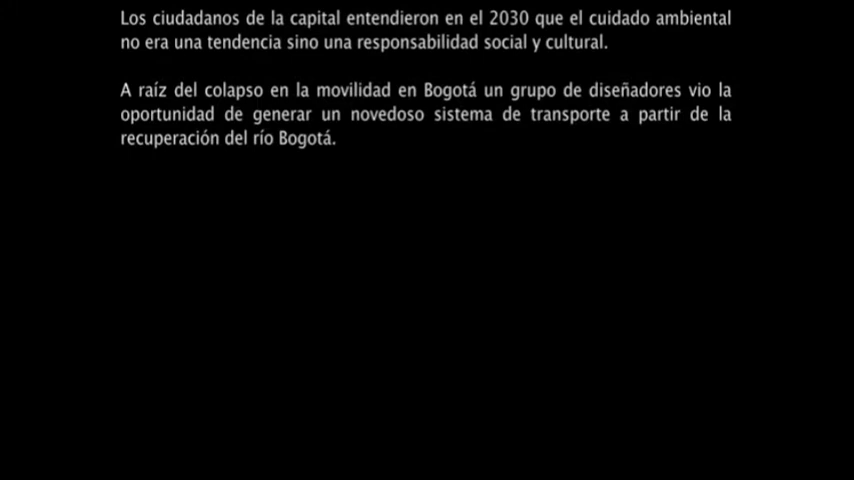 Los ciudadanos de la capital entendieron en el 2030 que el cuidado ambiental
no era una tendencia sino una responsabilidad social y cultural.
A raíz del colapso en la movilidad en Bogotá un grupo de diseñadores vio la
oportunidad de generar un novedoso sistema de transporte a partir de la
recuperación del río Bogotá.